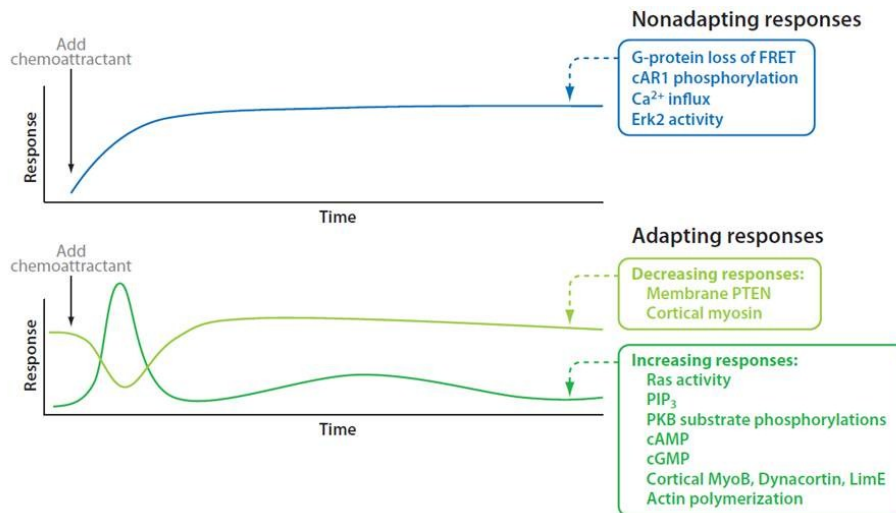 Nonadapting responses
Add
chemoattractant
G-protein loss of FRET
cAR1 phosphorylation
Ca²⁺ influx
Erk2 activity
Response
Time
Adapting responses
Add
chemoattractant
Decreasing responses:
Membrane PTEN
Cortical myosin
Response
Increasing responses:
Ras activity
PIP₃
PKB substrate phosphorylations
cAMP
cGMP
Cortical MyoB, Dynacortin, LimE
Actin polymerization
Time